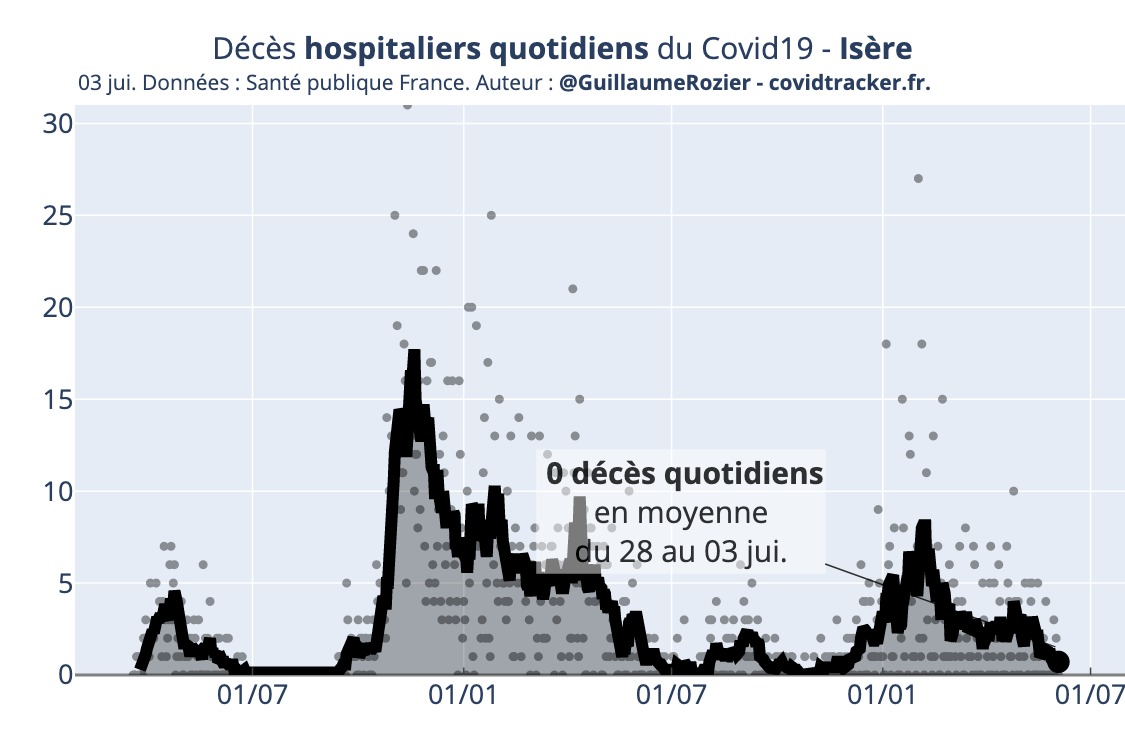 Décès hospitaliers quotidiens du Covid19 - Isère
03 jui. Données : Santé publique France. Auteur : @GuillaumeRozier - covidtracker.fr.
30
25
20
15
10
5
0
0 décès quotidiens
en moyenne
du 28 au 03 jui.
01/07
01/01
01/07
01/01
01/07